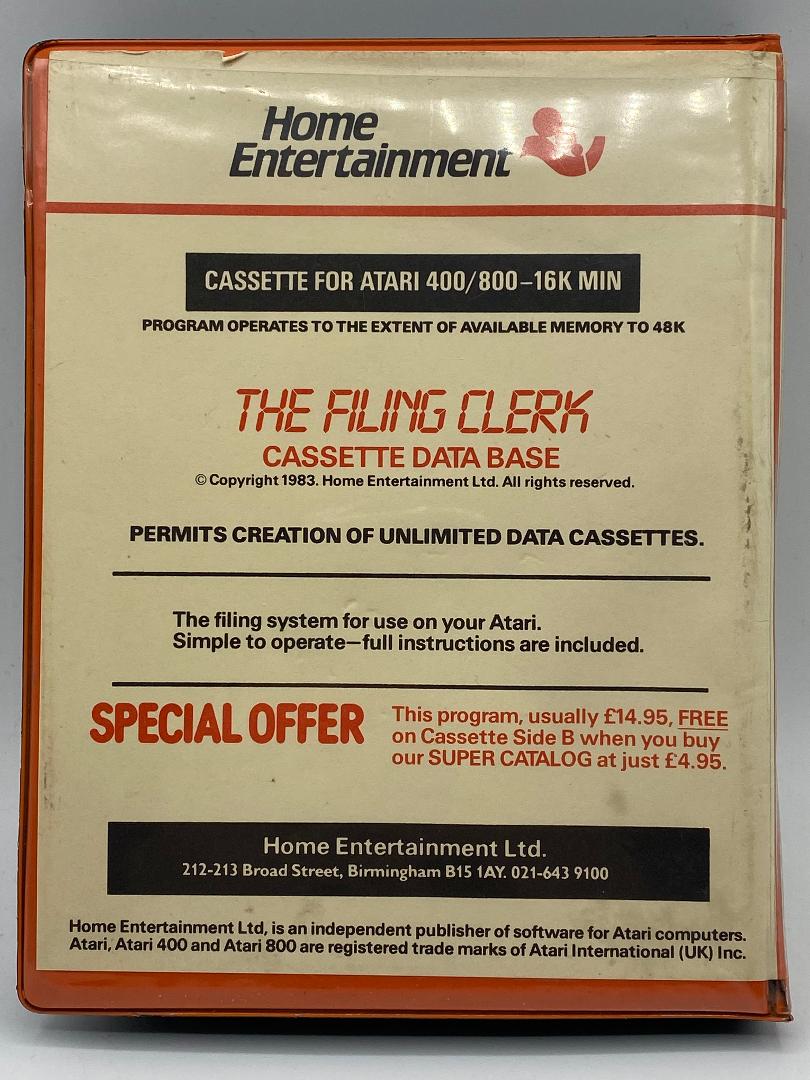 Home
Entertainment
CASSETTE FOR ATARI 400/800–16K MIN
PROGRAM OPERATES TO THE EXTENT OF AVAILABLE MEMORY TO 48K
THE FILING CLERK
CASSETTE DATA BASE
© Copyright 1983. Home Entertainment Ltd. All rights reserved.
PERMITS CREATION OF UNLIMITED DATA CASSETTES.
The filing system for use on your Atari.
Simple to operate—full instructions are included.
SPECIAL OFFER
This program, usually £14.95, FREE
on Cassette Side B when you buy
our SUPER CATALOG at just £4.95.
Home Entertainment Ltd.
212-213 Broad Street, Birmingham B15 1AY. 021-643 9100
Home Entertainment Ltd, is an independent publisher of software for Atari computers.
Atari, Atari 400 and Atari 800 are registered trade marks of Atari International (UK) Inc.